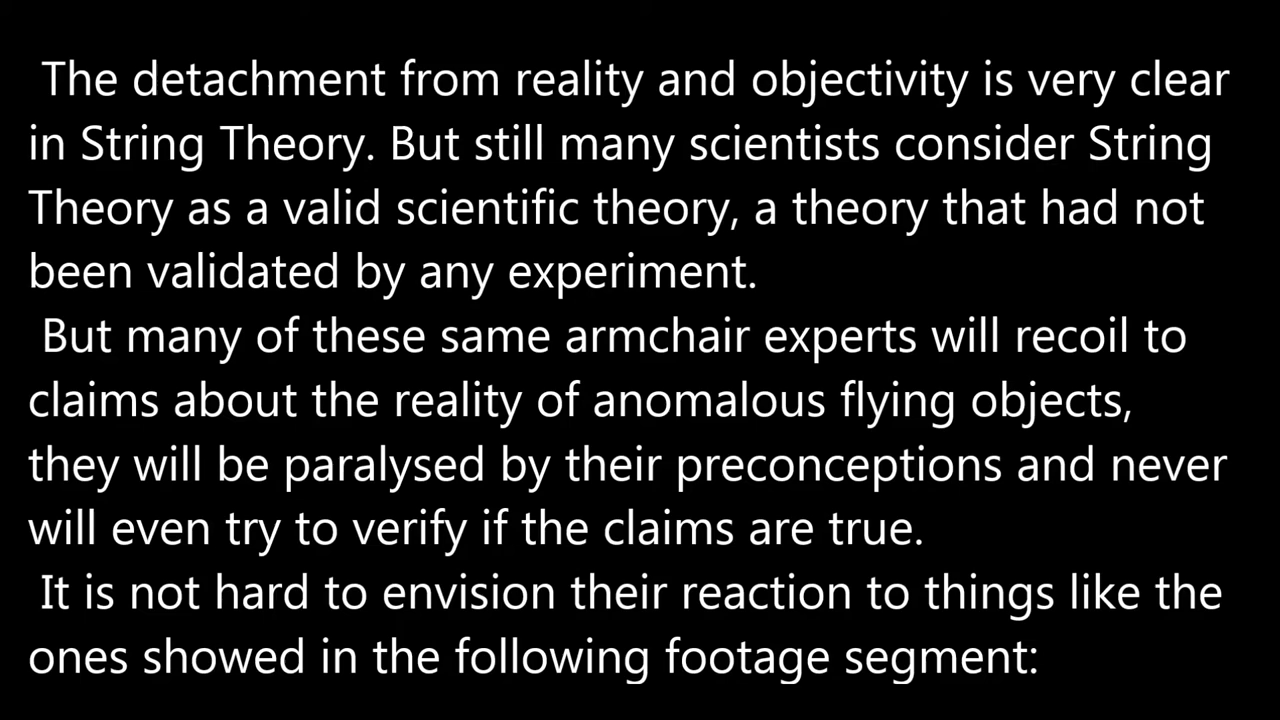 The detachment from reality and objectivity is very clear
in String Theory. But still many scientists consider String
Theory as a valid scientific theory, a theory that had not
been validated by any experiment.
But many of these same armchair experts will recoil to
claims about the reality of anomalous flying objects,
they will be paralysed by their preconceptions and never
will even try to verify if the claims are true.
It is not hard to envision their reaction to things like the
ones showed in the following footage segment: